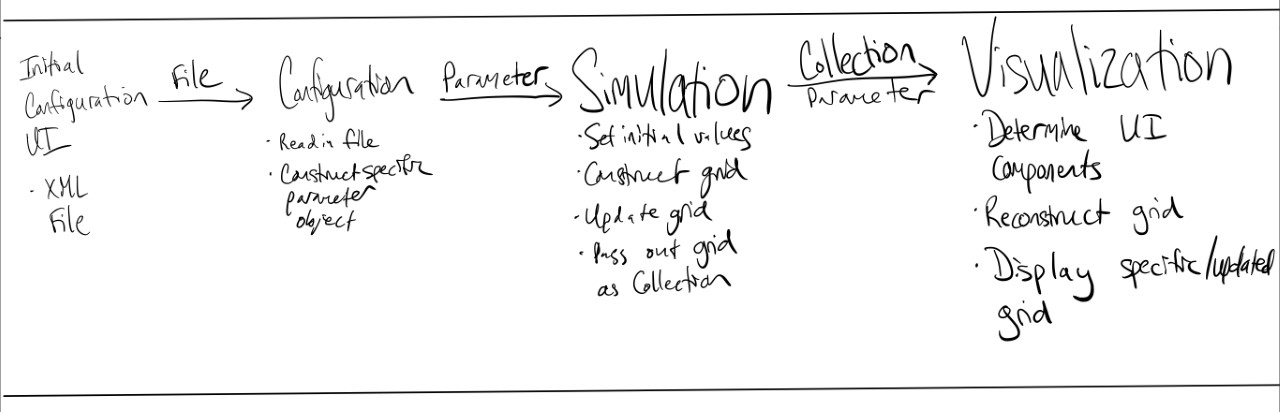 Initial
Configuration
UI
· XML
File
File
Configuration
· Read in file
· Construct specific
parameter
object
Parameter
Simulation
· Set initial values
· Construct grid
· Update grid
· Pass out grid
as Collection
Collection
Parameter
Visualization
· Determine UI
Components
· Reconstruct grid
· Display specific/updated
grid